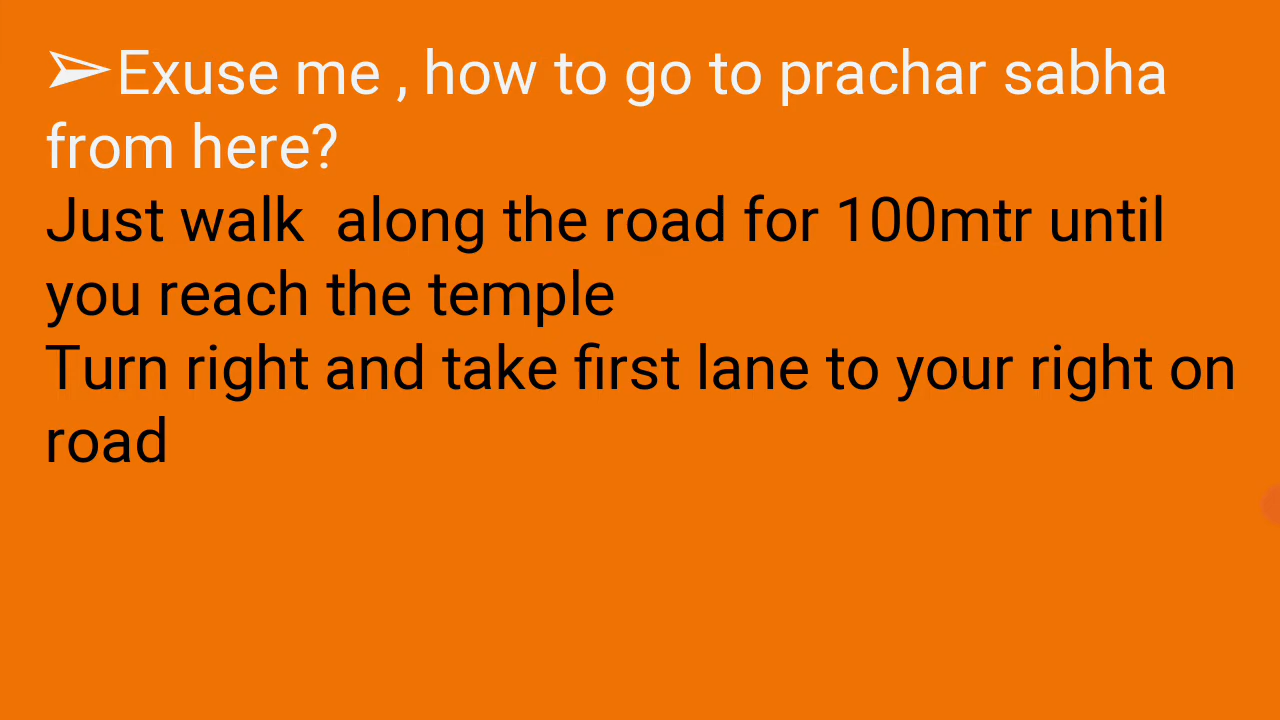 ➢Exuse me , how to go to prachar sabha
from here?
Just walk  along the road for 100mtr until
you reach the temple
Turn right and take first lane to your right on
road